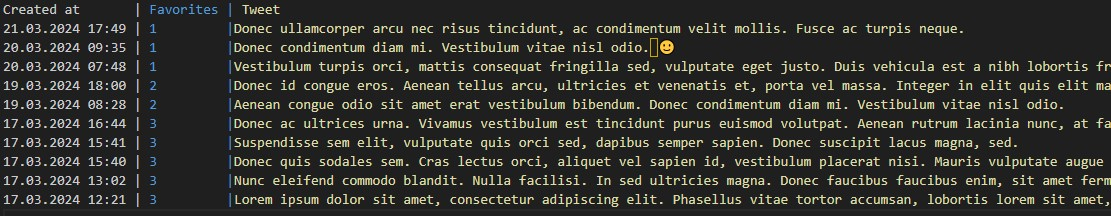 Created at | Favorites | Tweet
21.03.2024 17:49 | 1 |Donec ullamcorper arcu nec risus tincidunt, ac condimentum velit mollis. Fusce ac turpis neque.
20.03.2024 09:35 | 1 |Donec condimentum diam mi. Vestibulum vitae nisl odio. 🙂
20.03.2024 07:48 | 1 |Vestibulum turpis orci, mattis consequat fringilla sed, vulputate eget justo. Duis vehicula est a nibh lobortis fr
19.03.2024 18:00 | 2 |Donec id congue eros. Aenean tellus arcu, ultricies et venenatis et, porta vel massa. Integer in elit quis elit ma
19.03.2024 08:28 | 2 |Aenean congue odio sit amet erat vestibulum bibendum. Donec condimentum diam mi. Vestibulum vitae nisl odio.
17.03.2024 16:44 | 3 |Donec ac ultrices urna. Vivamus vestibulum est tincidunt purus euismod volutpat. Aenean rutrum lacinia nunc, at fa
17.03.2024 15:41 | 3 |Suspendisse sem elit, vulputate quis orci sed, dapibus semper sapien. Donec suscipit lacus magna, sed.
17.03.2024 15:40 | 3 |Donec quis sodales sem. Cras lectus orci, aliquet vel sapien id, vestibulum placerat nisi. Mauris vulputate augue
17.03.2024 13:02 | 3 |Nunc eleifend commodo blandit. Nulla facilisi. In sed ultricies magna. Donec faucibus faucibus enim, sit amet ferm
17.03.2024 12:21 | 3 |Lorem ipsum dolor sit amet, consectetur adipiscing elit. Phasellus vitae tortor accumsan, lobortis lorem sit amet,